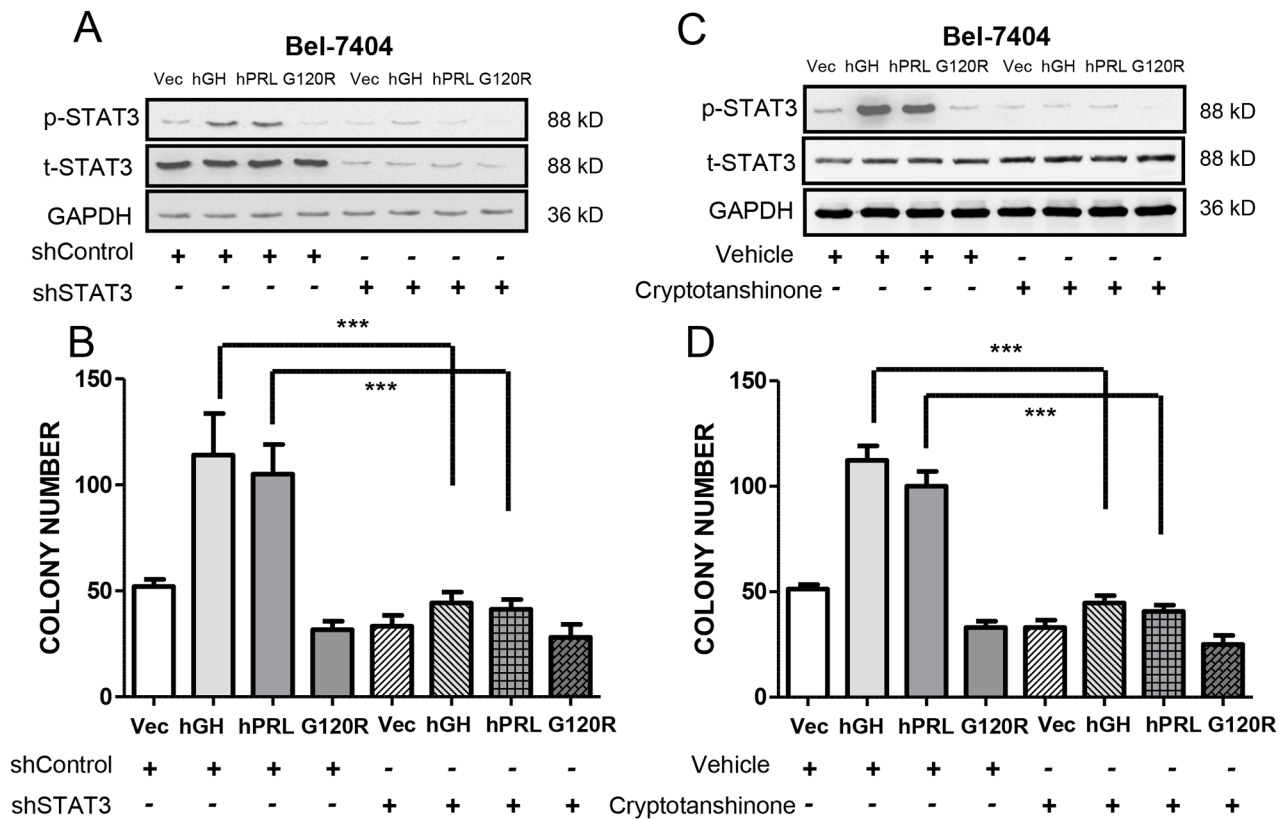 A
Bel-7404
Vec hGH hPRL G120R Vec hGH hPRL G120R
p-STAT3 88 kD
t-STAT3 88 kD
GAPDH 36 kD
shControl + + + + - - - -
shSTAT3 - - - - + + + +
C
Bel-7404
Vec hGH hPRL G120R Vec hGH hPRL G120R
p-STAT3 88 kD
t-STAT3 88 kD
GAPDH 36 kD
Vehicle + + + + - - - -
Cryptotanshinone - - - - + + + +
B
***
***
COLONY NUMBER
150
100
50
0
Vec hGH hPRL G120R Vec hGH hPRL G120R
shControl + + + + - - - -
shSTAT3 - - - - + + + +
D
***
***
COLONY NUMBER
150
100
50
0
Vec hGH hPRL G120R Vec hGH hPRL G120R
Vehicle + + + + - - - -
Cryptotanshinone - - - - + + + +